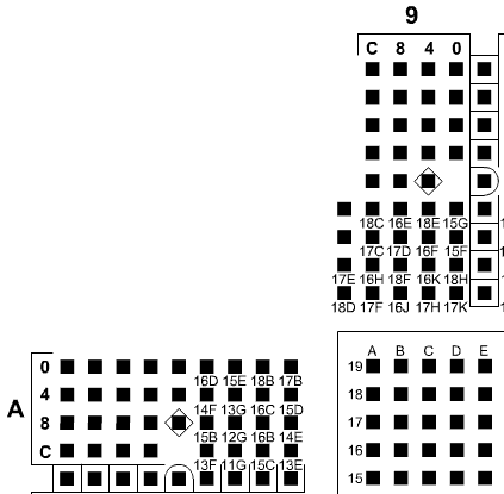 9
C 8 4 0
18C 16E 18E 15G
17C 17D 16F 15F
17E 16H 18F 16K 18H
18D 17F 16J 17H 17K
A B C D E
0
16D 15E 18B 17B
19
4
14F 13G 16C 15D
18
A
8
15B 12G 16B 14E
17
C
13F 11G 15C 13E
16
15